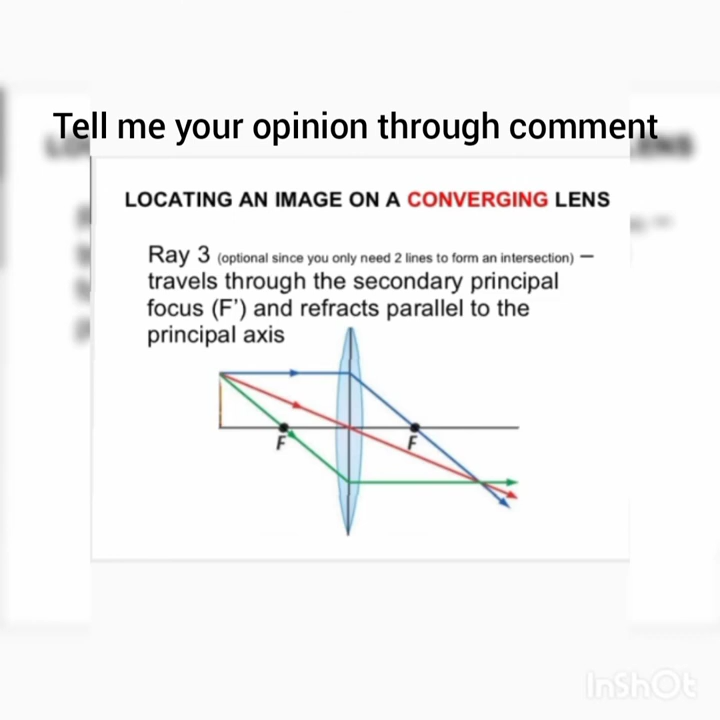 Tell me your opinion through comment
LOCATING AN IMAGE ON A CONVERGING LENS
Ray 3 (optional since you only need 2 lines to form an intersection) –
travels through the secondary principal
focus (F') and refracts parallel to the
principal axis
F
F
InShOt